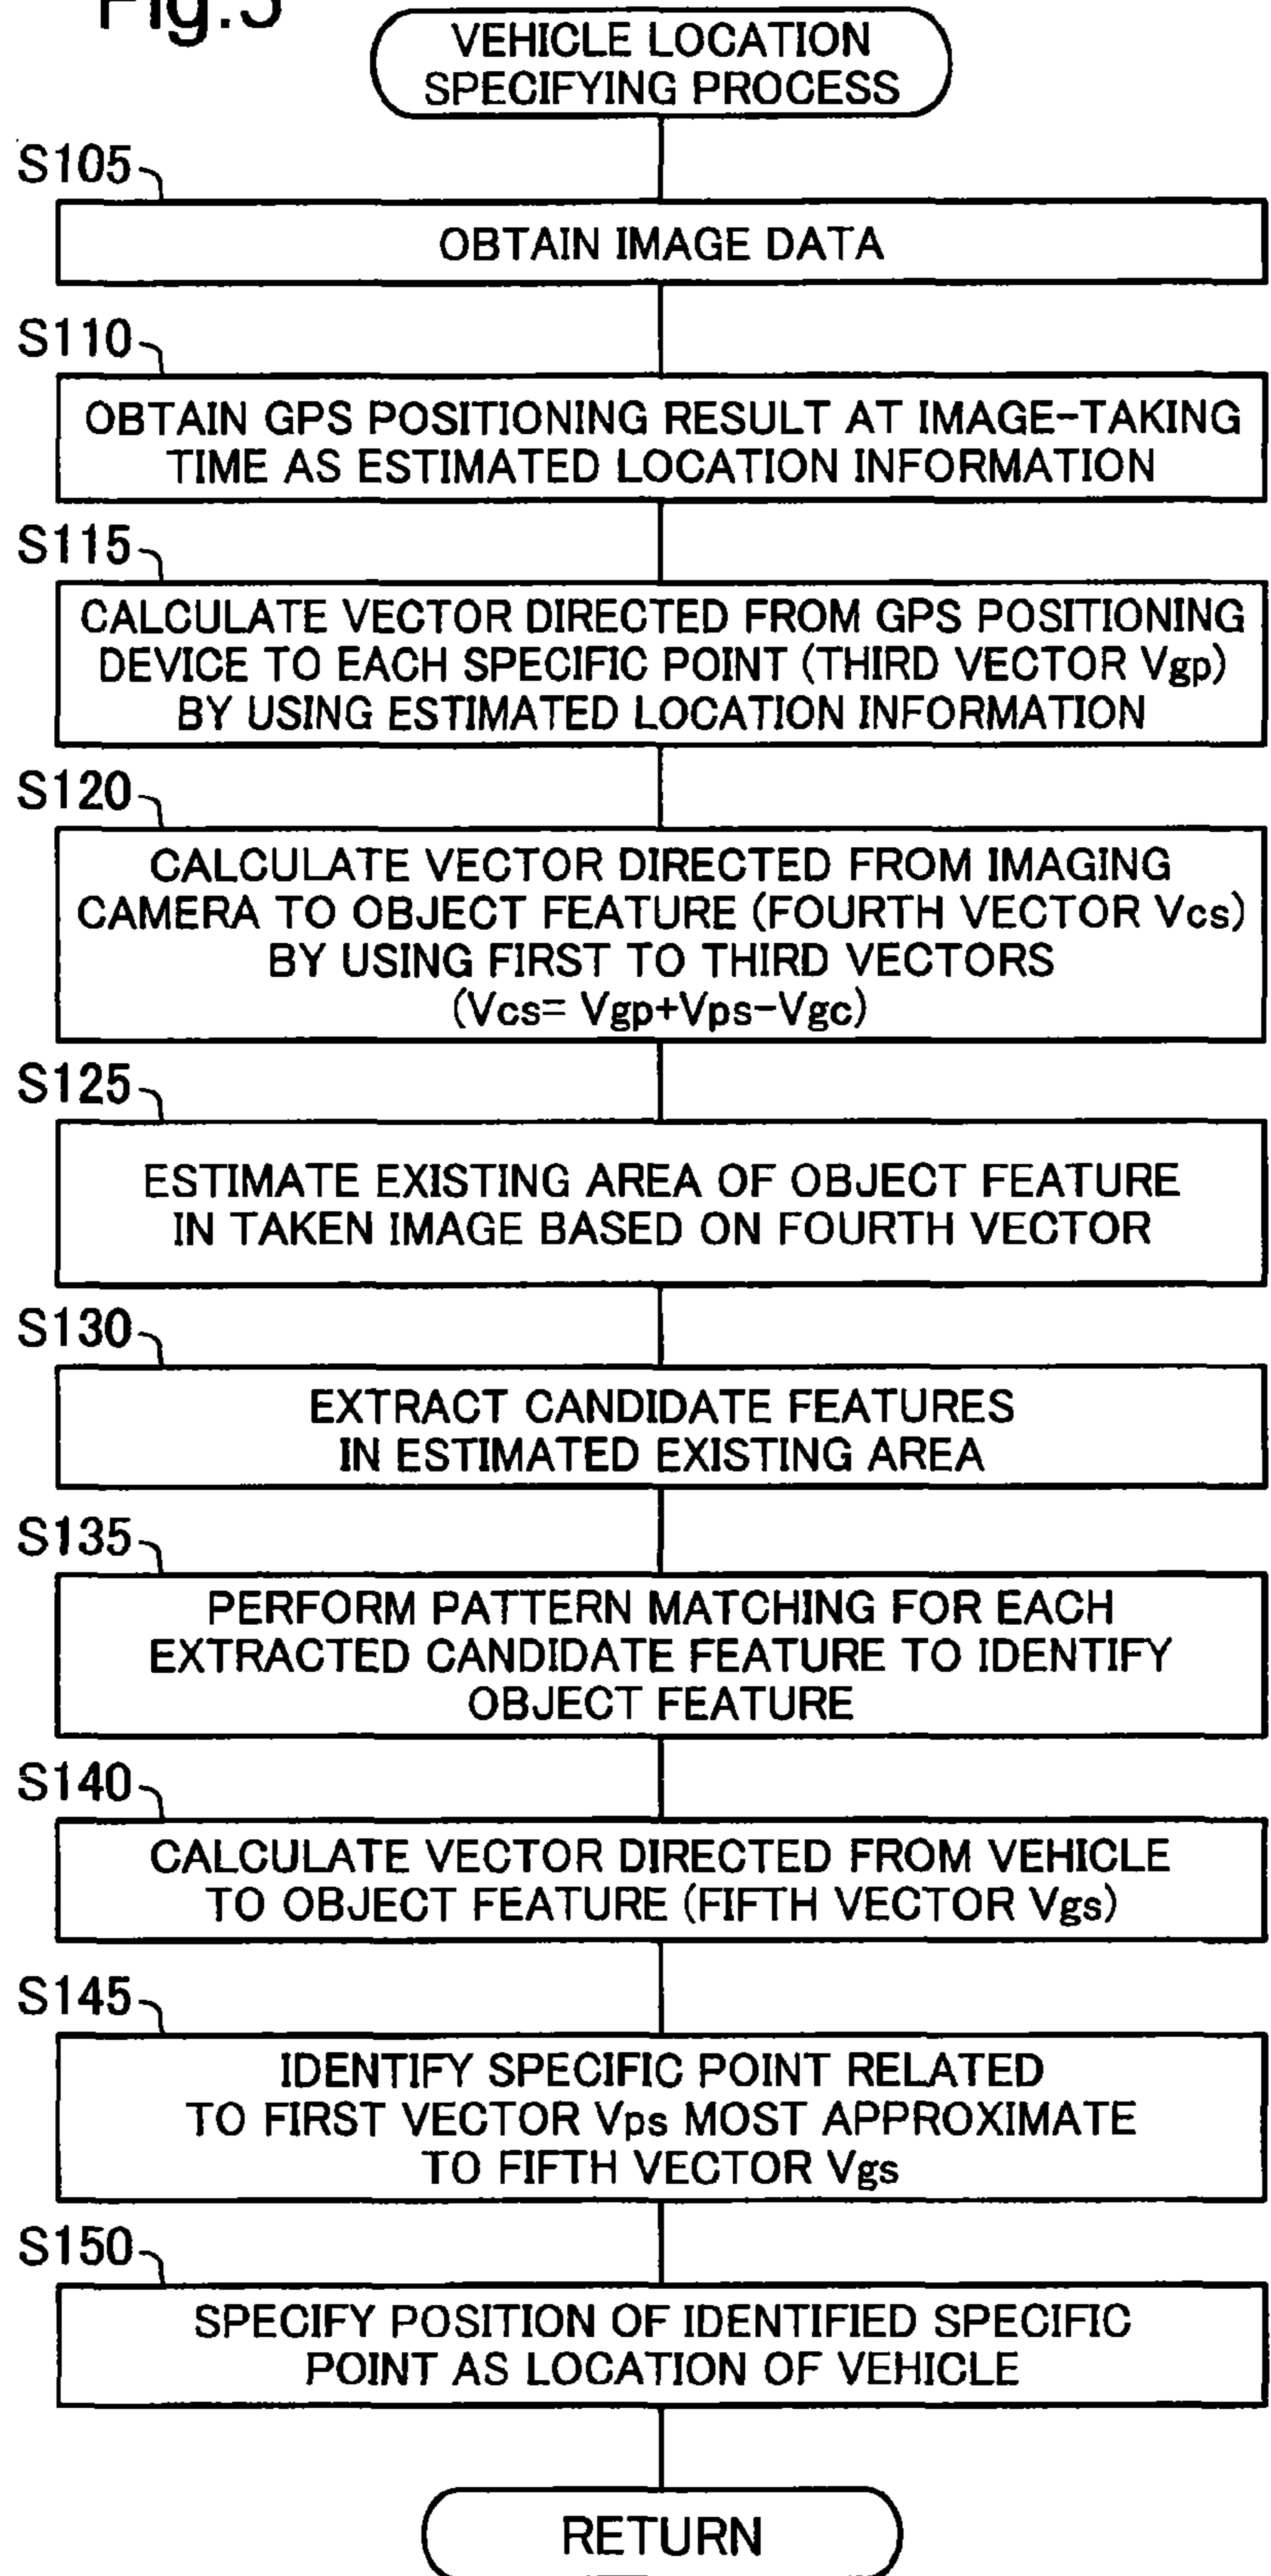 Fig.5
VEHICLE LOCATION
SPECIFYING PROCESS
S105
OBTAIN IMAGE DATA
S110
OBTAIN GPS POSITIONING RESULT AT IMAGE-TAKING
TIME AS ESTIMATED LOCATION INFORMATION
S115
CALCULATE VECTOR DIRECTED FROM GPS POSITIONING
DEVICE TO EACH SPECIFIC POINT (THIRD VECTOR Vgp)
BY USING ESTIMATED LOCATION INFORMATION
S120
CALCULATE VECTOR DIRECTED FROM IMAGING
CAMERA TO OBJECT FEATURE (FOURTH VECTOR Vcs)
BY USING FIRST TO THIRD VECTORS
(Vcs= Vgp+Vps-Vgc)
S125
ESTIMATE EXISTING AREA OF OBJECT FEATURE
IN TAKEN IMAGE BASED ON FOURTH VECTOR
S130
EXTRACT CANDIDATE FEATURES
IN ESTIMATED EXISTING AREA
S135
PERFORM PATTERN MATCHING FOR EACH
EXTRACTED CANDIDATE FEATURE TO IDENTIFY
OBJECT FEATURE
S140
CALCULATE VECTOR DIRECTED FROM VEHICLE
TO OBJECT FEATURE (FIFTH VECTOR Vgs)
S145
IDENTIFY SPECIFIC POINT RELATED
TO FIRST VECTOR Vps MOST APPROXIMATE
TO FIFTH VECTOR Vgs
S150
SPECIFY POSITION OF IDENTIFIED SPECIFIC
POINT AS LOCATION OF VEHICLE
RETURN